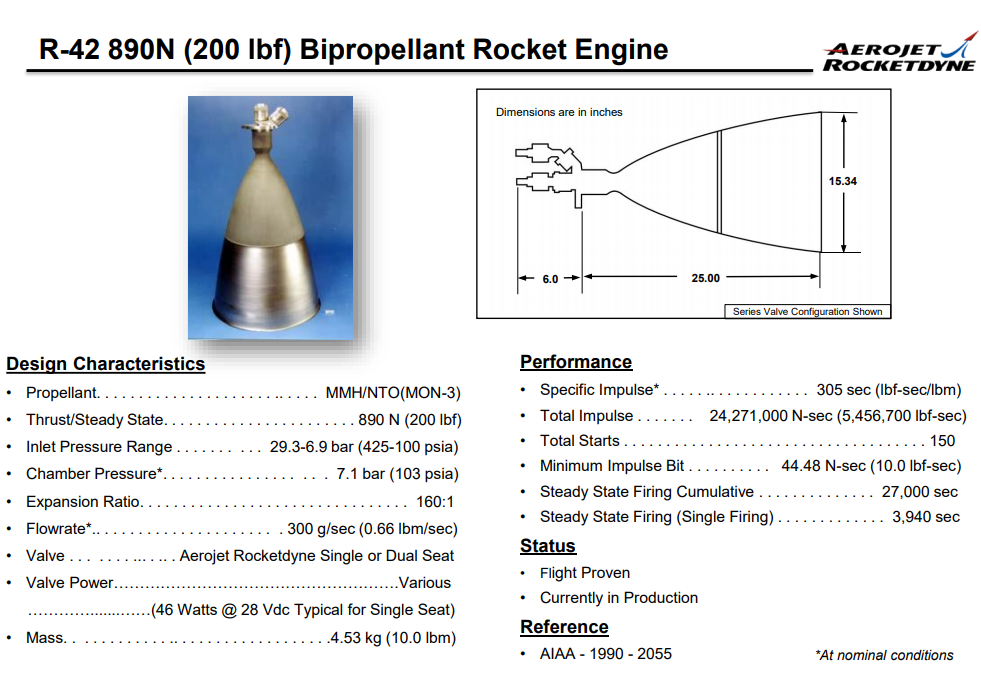 R-42 890N (200 lbf) Bipropellant Rocket Engine
AEROJET
ROCKETDYNE
Dimensions are in inches
15.34
6.0
25.00
Series Valve Configuration Shown
Design Characteristics
• Propellant. . . . . . . . . . . . . . . . . . . . . .. . . . . MMH/NTO(MON-3)
• Thrust/Steady State. . . . . . . . . . . . . . . . . . . . . . . 890 N (200 lbf)
• Inlet Pressure Range . . . . . . . . . . 29.3-6.9 bar (425-100 psia)
• Chamber Pressure*. . . . . . . . . . . . . . . . . . . . 7.1 bar (103 psia)
• Expansion Ratio. . . . . . . . . . . . . . . . . . . . . . . . . . . . . . . . 160:1
• Flowrate*.. . . . . . . . . . . . . . . . . . . . . . . . 300 g/sec (0.66 lbm/sec)
• Valve . . . . . . . . ... . .. . . Aerojet Rocketdyne Single or Dual Seat
• Valve Power……………………………………………….Various
………….......……(46 Watts @ 28 Vdc Typical for Single Seat)
• Mass. . . . . . . . . . . . .. . . . . . . . . . . . . . . . . . . .4.53 kg (10.0 lbm)
Performance
• Specific Impulse* . . . . . .. . . . . . . . . . . . . 305 sec (lbf-sec/lbm)
• Total Impulse . . . . . . . 24,271,000 N-sec (5,456,700 lbf-sec)
• Total Starts . . . . . . . . . . . . . . . . . . . . . . . . . . . . . . . . . . . . 150
• Minimum Impulse Bit . . . . . . . . . . 44.48 N-sec (10.0 lbf-sec)
• Steady State Firing Cumulative . . . . . . . . . . . . . . 27,000 sec
• Steady State Firing (Single Firing) . . . . . . . . . . . . . 3,940 sec
Status
• Flight Proven
• Currently in Production
Reference
• AIAA - 1990 - 2055
*At nominal conditions